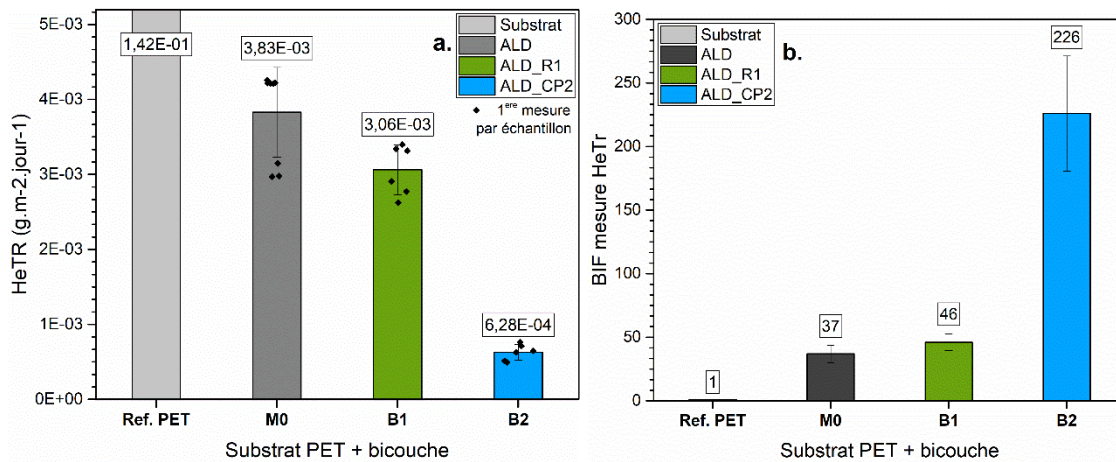 5E-03
4E-03
3E-03
2E-03
1E-03
0E+00
HeTR (g.m-2.jour-1)
1,42E-01
3,83E-03
3,06E-03
6,28E-04
a.
Substrat
ALD
ALD_R1
ALD_CP2
1ere mesure
par échantillon
Ref. PET M0 B1 B2
Substrat PET + bicouche
300
250
200
150
100
50
0
BIF mesure HeTr
Substrat
ALD
ALD_R1
ALD_CP2
b.
1
37
46
226
Ref. PET M0 B1 B2
Substrat PET + bicouche